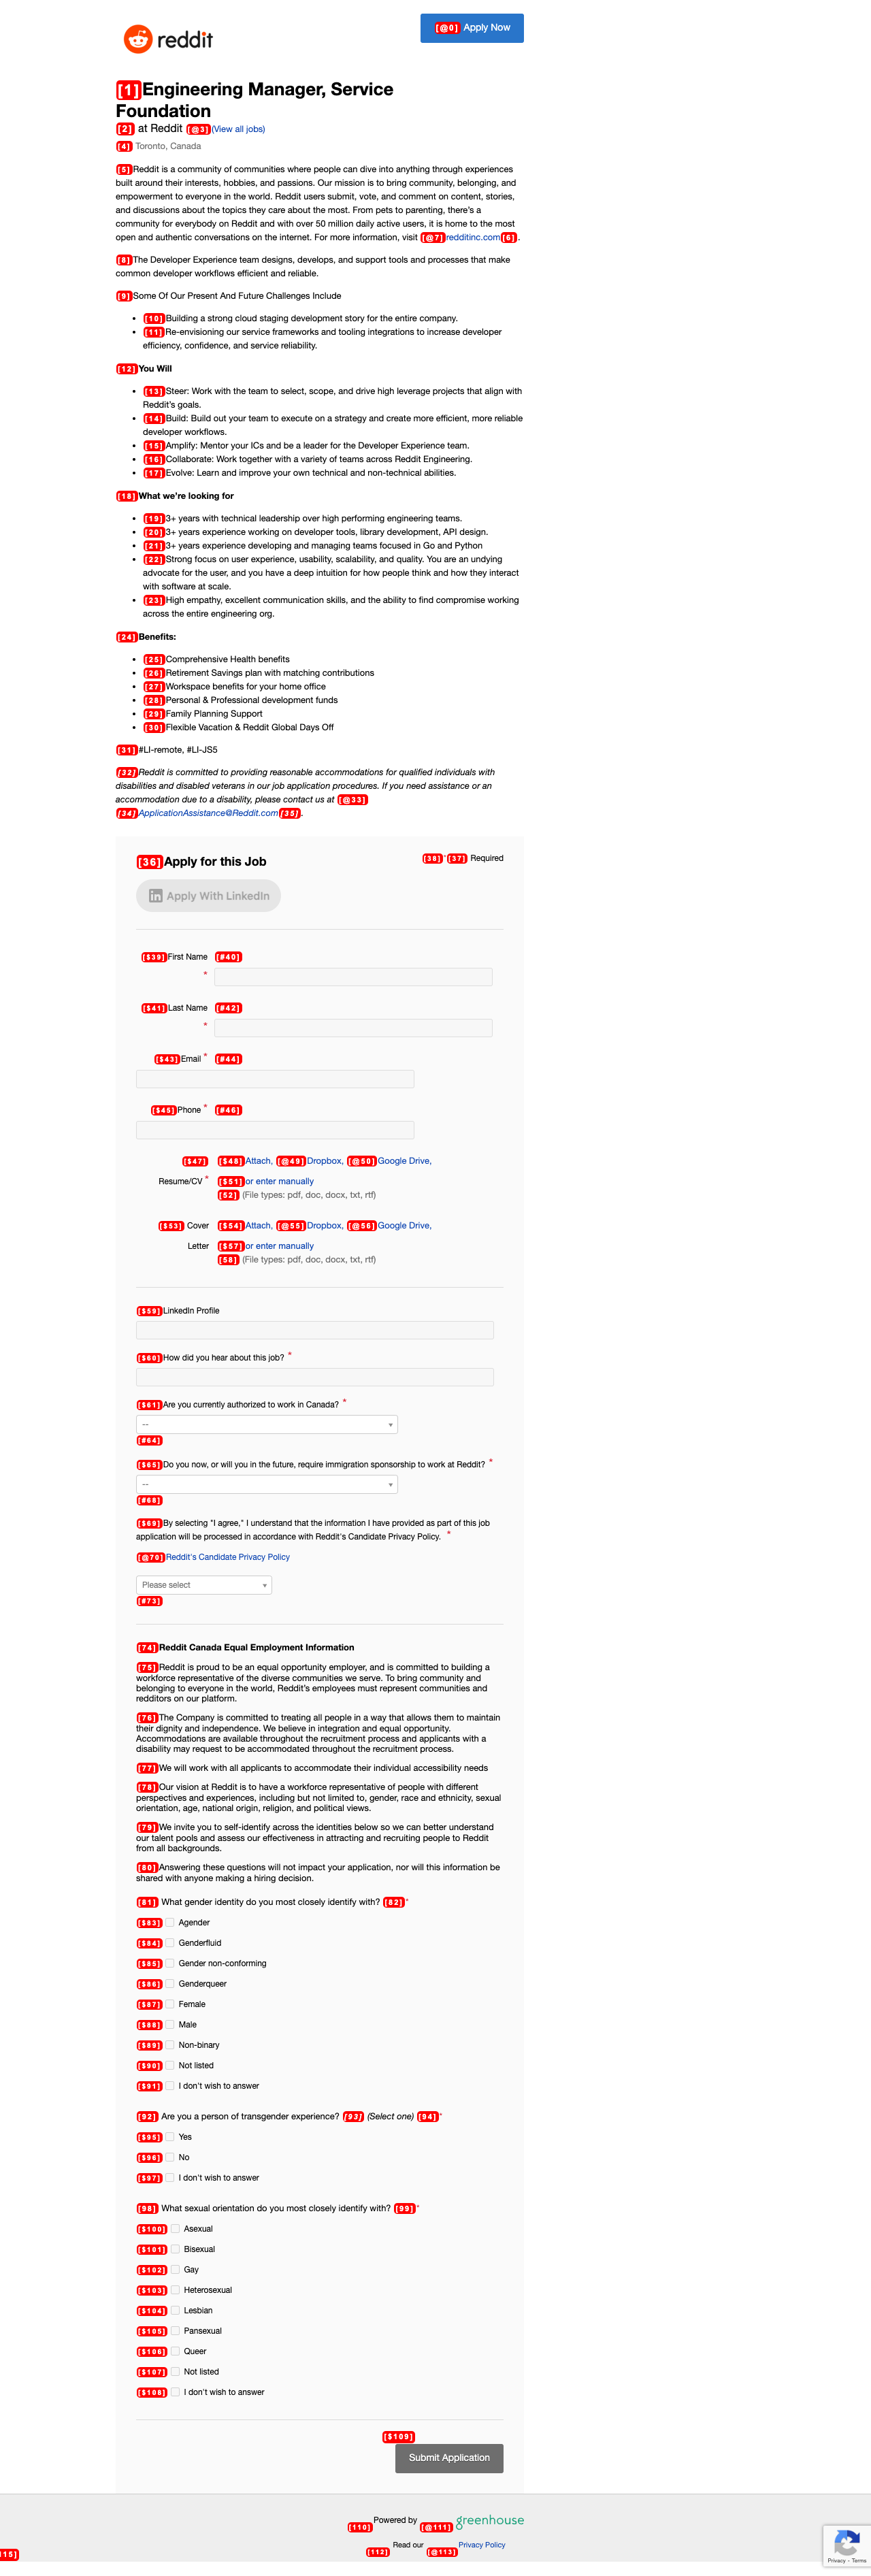 reddit
[@0] Apply Now
[1]Engineering Manager, Service
Foundation
[2] at Reddit [@3](View all jobs)
[4] Toronto, Canada
[5]Reddit is a community of communities where people can dive into anything through experiences
built around their interests, hobbies, and passions. Our mission is to bring community, belonging, and
empowerment to everyone in the world. Reddit users submit, vote, and comment on content, stories,
and discussions about the topics they care about the most. From pets to parenting, there's a
community for everybody on Reddit and with over 50 million daily active users, it is home to the most
open and authentic conversations on the internet. For more information, visit [@7]redditinc.com[6].
[8]The Developer Experience team designs, develops, and support tools and processes that make
common developer workflows efficient and reliable.
[9]Some Of Our Present And Future Challenges Include
[10]Building a strong cloud staging development story for the entire company.
[11]Re-envisioning our service frameworks and tooling integrations to increase developer
efficiency, confidence, and service reliability.
[12]You Will
[13]Steer: Work with the team to select, scope, and drive high leverage projects that align with
Reddit's goals.
[14]Build: Build out your team to execute on a strategy and create more efficient, more reliable
developer workflows.
[15]Amplify: Mentor your ICs and be a leader for the Developer Experience team.
[16]Collaborate: Work together with a variety of teams across Reddit Engineering.
[17]Evolve: Learn and improve your own technical and non-technical abilities.
[18]What we're looking for
[19]3+ years with technical leadership over high performing engineering teams.
[20]3+ years experience working on developer tools, library development, API design.
[21]3+ years experience developing and managing teams focused in Go and Python
[22]Strong focus on user experience, usability, scalability, and quality. You are an undying
advocate for the user, and you have a deep intuition for how people think and how they interact
with software at scale.
[23]High empathy, excellent communication skills, and the ability to find compromise working
across the entire engineering org.
[24]Benefits:
[25]Comprehensive Health benefits
[26]Retirement Savings plan with matching contributions
[27]Workspace benefits for your home office
[28]Personal & Professional development funds
[29]Family Planning Support
[30]Flexible Vacation & Reddit Global Days Off
[31]#LI-remote, #LI-JS5
[32]Reddit is committed to providing reasonable accommodations for qualified individuals with
disabilities and disabled veterans in our job application procedures. If you need assistance or an
accommodation due to a disability, please contact us at [@33]
[34]ApplicationAssistance@Reddit.com[35].
[36]Apply for this Job
[38]*[37] Required
Apply With LinkedIn
[$39]First Name [#40]
*
[$41]Last Name [#42]
*
[$43]Email * [#44]
[$45]Phone * [#46]
[$47] [$48]Attach, [@49]Dropbox, [@50]Google Drive,
Resume/CV * [$51]or enter manually
[52] (File types: pdf, doc, docx, txt, rtf)
[$53] Cover [$54]Attach, [@55]Dropbox, [@56]Google Drive,
Letter [$57]or enter manually
[58] (File types: pdf, doc, docx, txt, rtf)
[$59]LinkedIn Profile
[$60]How did you hear about this job? *
[$61]Are you currently authorized to work in Canada? *
--
[#64]
[$65]Do you now, or will you in the future, require immigration sponsorship to work at Reddit? *
--
[#68]
[$69]By selecting "I agree," I understand that the information I have provided as part of this job
application will be processed in accordance with Reddit's Candidate Privacy Policy. *
[@70]Reddit's Candidate Privacy Policy
Please select
[#73]
[74]Reddit Canada Equal Employment Information
[75]Reddit is proud to be an equal opportunity employer, and is committed to building a
workforce representative of the diverse communities we serve. To bring community and
belonging to everyone in the world, Reddit's employees must represent communities and
redditors on our platform.
[76]The Company is committed to treating all people in a way that allows them to maintain
their dignity and independence. We believe in integration and equal opportunity.
Accommodations are available throughout the recruitment process and applicants with a
disability may request to be accommodated throughout the recruitment process.
[77]We will work with all applicants to accommodate their individual accessibility needs
[78]Our vision at Reddit is to have a workforce representative of people with different
perspectives and experiences, including but not limited to, gender, race and ethnicity, sexual
orientation, age, national origin, religion, and political views.
[79]We invite you to self-identify across the identities below so we can better understand
our talent pools and assess our effectiveness in attracting and recruiting people to Reddit
from all backgrounds.
[80]Answering these questions will not impact your application, nor will this information be
shared with anyone making a hiring decision.
[81] What gender identity do you most closely identify with? [82]*
[$83] Agender
[$84] Genderfluid
[$85] Gender non-conforming
[$86] Genderqueer
[$87] Female
[$88] Male
[$89] Non-binary
[$90] Not listed
[$91] I don't wish to answer
[92] Are you a person of transgender experience? [93] (Select one) [94]*
[$95] Yes
[$96] No
[$97] I don't wish to answer
[98] What sexual orientation do you most closely identify with? [99]*
[$100] Asexual
[$101] Bisexual
[$102] Gay
[$103] Heterosexual
[$104] Lesbian
[$105] Pansexual
[$106] Queer
[$107] Not listed
[$108] I don't wish to answer
[$109]
Submit Application
[110] Powered by [@111] greenhouse
[112] Read our [@113] Privacy Policy
15]
Privacy - Terms